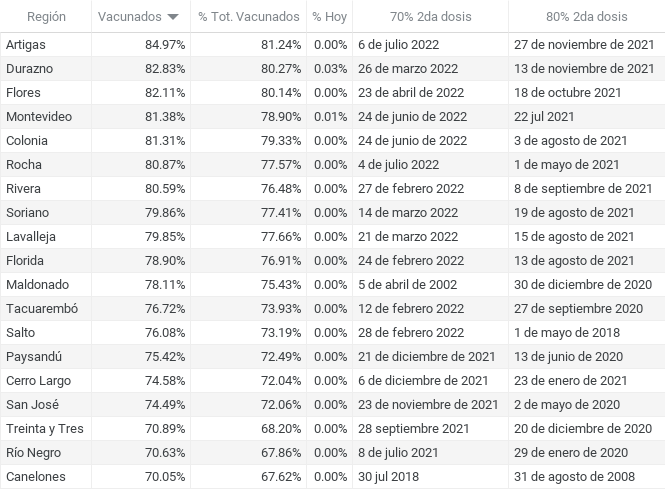 Región Vacunados % Tot. Vacunados % Hoy 70% 2da dosis 80% 2da dosis
Artigas 84.97% 81.24% 0.00% 6 de julio 2022 27 de noviembre de 2021
Durazno 82.83% 80.27% 0.03% 26 de marzo 2022 13 de noviembre de 2021
Flores 82.11% 80.14% 0.00% 23 de abril de 2022 18 de octubre 2021
Montevideo 81.38% 78.90% 0.01% 24 de junio de 2022 22 jul 2021
Colonia 81.31% 79.33% 0.00% 24 de junio de 2022 3 de agosto de 2021
Rocha 80.87% 77.57% 0.00% 4 de julio 2022 1 de mayo de 2021
Rivera 80.59% 76.48% 0.00% 27 de febrero 2022 8 de septiembre de 2021
Soriano 79.86% 77.41% 0.00% 14 de marzo 2022 19 de agosto de 2021
Lavalleja 79.85% 77.66% 0.00% 21 de marzo 2022 15 de agosto de 2021
Florida 78.90% 76.91% 0.00% 24 de febrero 2022 13 de agosto de 2021
Maldonado 78.11% 75.43% 0.00% 5 de abril de 2002 30 de diciembre de 2020
Tacuarembó 76.72% 73.93% 0.00% 12 de febrero 2022 27 de septiembre 2020
Salto 76.08% 73.19% 0.00% 28 de febrero 2022 1 de mayo de 2018
Paysandú 75.42% 72.49% 0.00% 21 de diciembre de 2021 13 de junio de 2020
Cerro Largo 74.58% 72.04% 0.00% 6 de diciembre de 2021 23 de enero de 2021
San José 74.49% 72.06% 0.00% 23 de noviembre de 2021 2 de mayo de 2020
Treinta y Tres 70.89% 68.20% 0.00% 28 septiembre de 2021 20 de diciembre de 2020
Río Negro 70.63% 67.86% 0.00% 8 de julio de 2021 29 de enero de 2020
Canelones 70.05% 67.62% 0.00% 30 jul 2018 31 de agosto de 2008